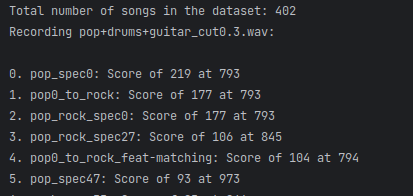 Total number of songs in the dataset: 402
Recording pop+drums+guitar_cut0.3.wav:
0. pop_spec0: Score of 219 at 793
1. pop0_to_rock: Score of 177 at 793
2. pop_rock_spec0: Score of 177 at 793
3. pop_rock_spec27: Score of 106 at 845
4. pop0_to_rock_feat-matching: Score of 104 at 794
5. pop_spec47: Score of 93 at 973